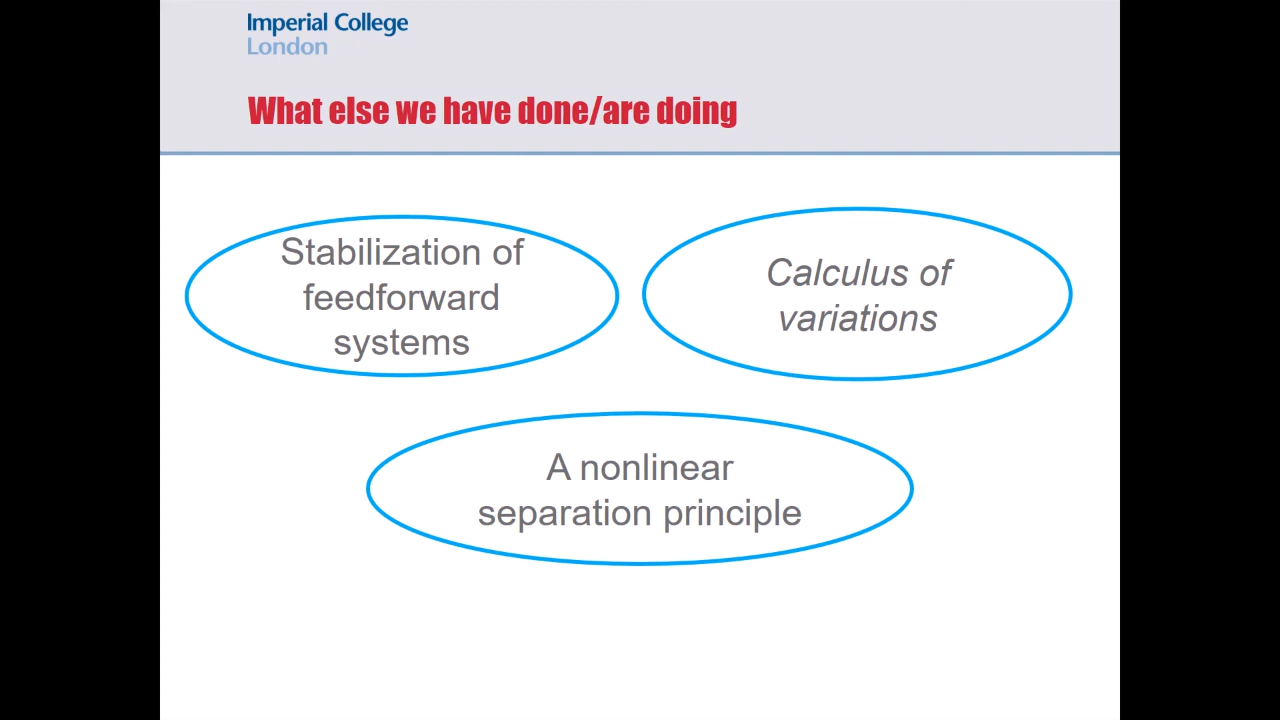 Imperial College
London
What else we have done/are doing
Stabilization of
feedforward
systems
Calculus of
variations
A nonlinear
separation principle